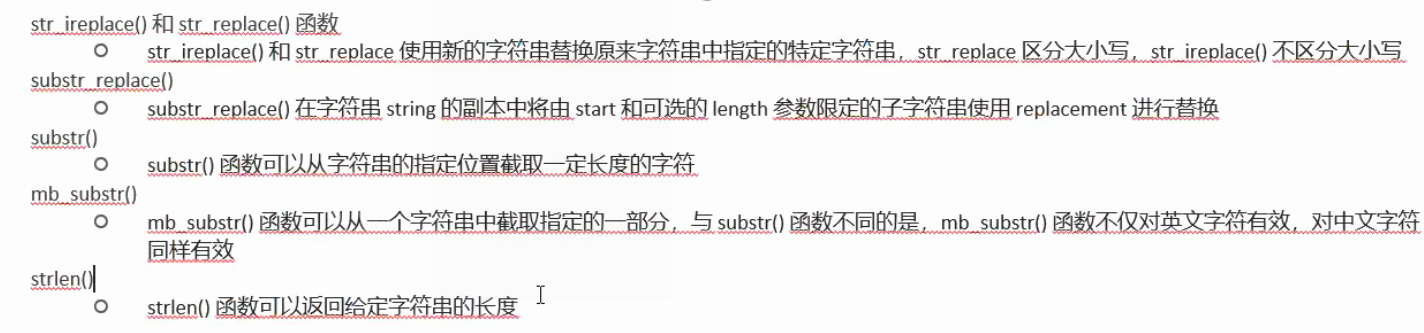 str_ireplace() 和 str_replace() 函数
str_ireplace() 和 str_replace 使用新的字符串替换原来字符串中指定的特定字符串，str_replace 区分大小写，str_ireplace() 不区分大小写
substr_replace()
substr_replace() 在字符串 string 的副本中将由 start 和可选的 length 参数限定的子字符串使用 replacement 进行替换
substr()
substr() 函数可以从字符串的指定位置截取一定长度的字符
mb_substr()
mb_substr() 函数可以从一个字符串中截取指定的一部分，与 substr() 函数不同的是，mb_substr() 函数不仅对英文字符有效，对中文字符
同样有效
strlen()
strlen() 函数可以返回给定字符串的长度